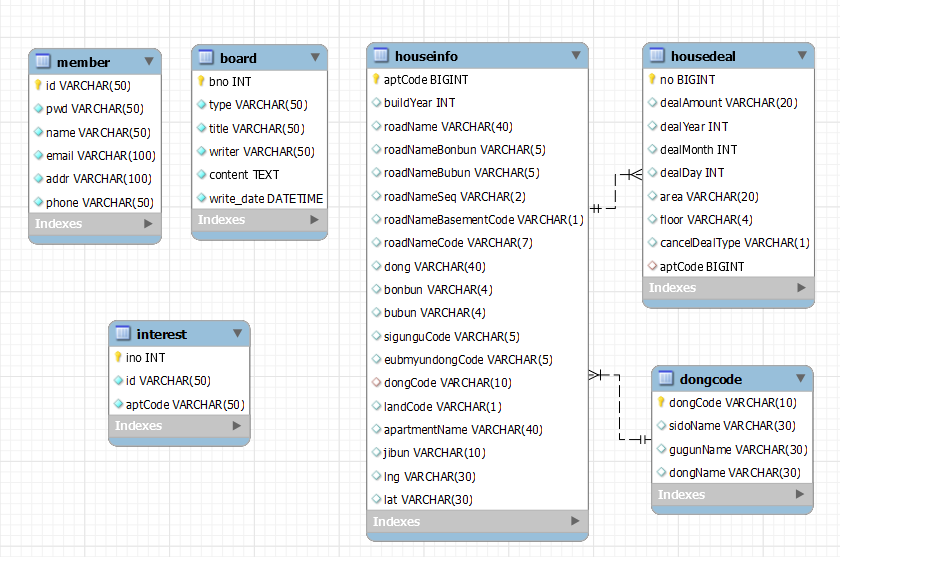 member
id VARCHAR(50)
pwd VARCHAR(50)
name VARCHAR(50)
email VARCHAR(100)
addr VARCHAR(100)
phone VARCHAR(50)
Indexes
board
bno INT
type VARCHAR(50)
title VARCHAR(50)
writer VARCHAR(50)
content TEXT
write_date DATETIME
Indexes
interest
ino INT
id VARCHAR(50)
aptCode VARCHAR(50)
Indexes
houseinfo
aptCode BIGINT
buildYear INT
roadName VARCHAR(40)
roadNameBonbun VARCHAR(5)
roadNameBubun VARCHAR(5)
roadNameSeq VARCHAR(2)
roadNameBasementCode VARCHAR(1)
roadNameCode VARCHAR(7)
dong VARCHAR(40)
bonbun VARCHAR(4)
bubun VARCHAR(4)
sigunguCode VARCHAR(5)
eubmyundongCode VARCHAR(5)
dongCode VARCHAR(10)
landCode VARCHAR(1)
apartmentName VARCHAR(40)
jibun VARCHAR(10)
lng VARCHAR(30)
lat VARCHAR(30)
Indexes
housedeal
no BIGINT
dealAmount VARCHAR(20)
dealYear INT
dealMonth INT
dealDay INT
area VARCHAR(20)
floor VARCHAR(4)
cancelDealType VARCHAR(1)
aptCode BIGINT
Indexes
dongcode
dongCode VARCHAR(10)
sidoName VARCHAR(30)
gugunName VARCHAR(30)
dongName VARCHAR(30)
Indexes